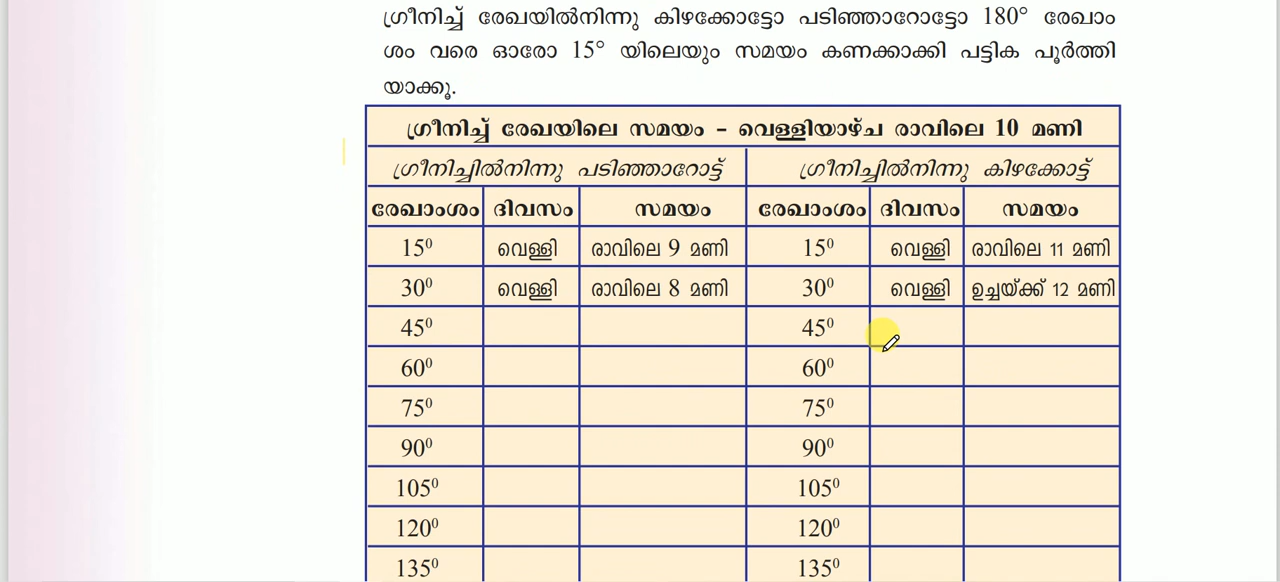 ഗ്രീനിച്ച് രേഖയിൽനിന്നു കിഴക്കോട്ടോ പടിഞ്ഞാറോട്ടോ 180° രേഖാം
ശം വരെ ഓരോ 15° യിലെയും സമയം കണക്കാക്കി പട്ടിക പൂർത്തി
യാക്കൂ.
ഗ്രീനിച്ച് രേഖയിലെ സമയം – വെള്ളിയാഴ്ച രാവിലെ 10 മണി
ഗ്രീനിച്ചിൽനിന്നു പടിഞ്ഞാറോട്ട് ഗ്രീനിച്ചിൽനിന്നു കിഴക്കോട്ട്
രേഖാംശം ദിവസം സമയം രേഖാംശം ദിവസം സമയം
15⁰ വെള്ളി രാവിലെ 9 മണി 15⁰ വെള്ളി രാവിലെ 11 മണി
30⁰ വെള്ളി രാവിലെ 8 മണി 30⁰ വെള്ളി ഉച്ചയ്ക്ക് 12 മണി
45⁰ 45⁰
60⁰ 60⁰
75⁰ 75⁰
90⁰ 90⁰
105⁰ 105⁰
120⁰ 120⁰
135⁰ 135⁰